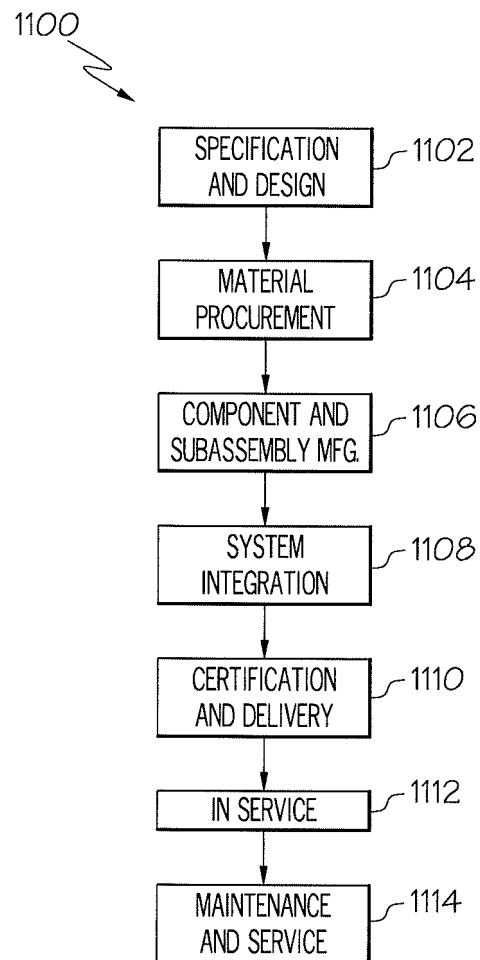 1100
SPECIFICATION
AND DESIGN
1102
MATERIAL
PROCUREMENT
1104
COMPONENT AND
SUBASSEMBLY MFG.
1106
SYSTEM
INTEGRATION
1108
CERTIFICATION
AND DELIVERY
1110
IN SERVICE
1112
MAINTENANCE
AND SERVICE
1114